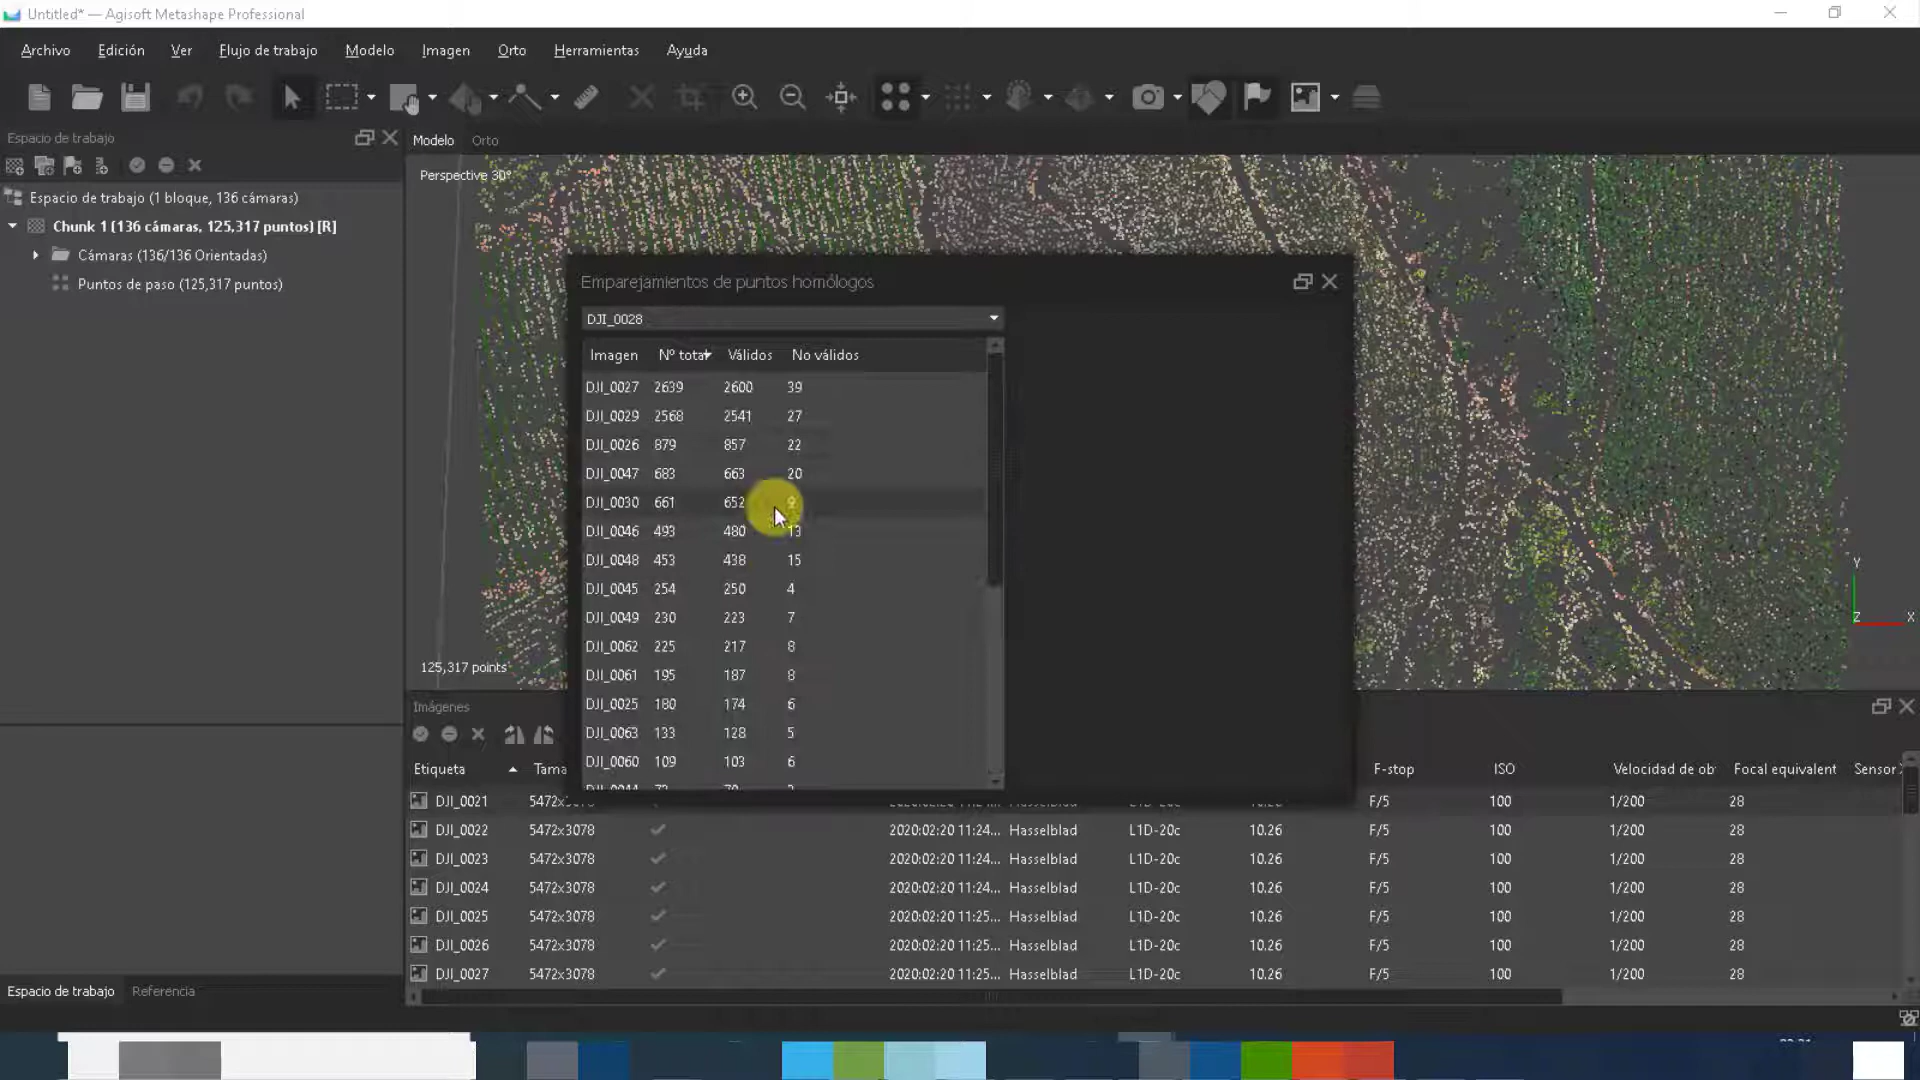 Untitled* — Agisoft Metashape Professional
Archivo Edición Ver Flujo de trabajo Modelo Imagen Orto Herramientas Ayuda
Espacio de trabajo
Modelo Orto
Perspective 30°
Espacio de trabajo (1 bloque, 136 cámaras)
Chunk 1 (136 cámaras, 125,317 puntos) [R]
Cámaras (136/136 Orientadas)
Puntos de paso (125,317 puntos)
Emparejamientos de puntos homólogos
DJI_0028
Imagen Nº total Válidos No válidos
DJI_0027 2639 2600 39
DJI_0029 2568 2541 27
DJI_0026 879 857 22
DJI_0047 683 663 20
DJI_0030 661 652 9
DJI_0046 493 480 13
DJI_0048 453 438 15
DJI_0045 254 250 4
DJI_0049 230 223 7
DJI_0062 225 217 8
DJI_0061 195 187 8
DJI_0025 180 174 6
DJI_0063 133 128 5
DJI_0060 109 103 6
Y
Z X
125,317 points
Imágenes
Etiqueta Tama F-stop ISO Velocidad de ob Focal equivalent Sensor
DJI_0021 5472x F/5 100 1/200 28
DJI_0022 5472x3078 2020:02:20 11:24... Hasselblad L1D-20c 10.26 F/5 100 1/200 28
DJI_0023 5472x3078 2020:02:20 11:24... Hasselblad L1D-20c 10.26 F/5 100 1/200 28
DJI_0024 5472x3078 2020:02:20 11:24... Hasselblad L1D-20c 10.26 F/5 100 1/200 28
DJI_0025 5472x3078 2020:02:20 11:25... Hasselblad L1D-20c 10.26 F/5 100 1/200 28
DJI_0026 5472x3078 2020:02:20 11:25... Hasselblad L1D-20c 10.26 F/5 100 1/200 28
DJI_0027 5472x3078 2020:02:20 11:25... Hasselblad L1D-20c 10.26 F/5 100 1/200 28
Espacio de trabajo Referencia